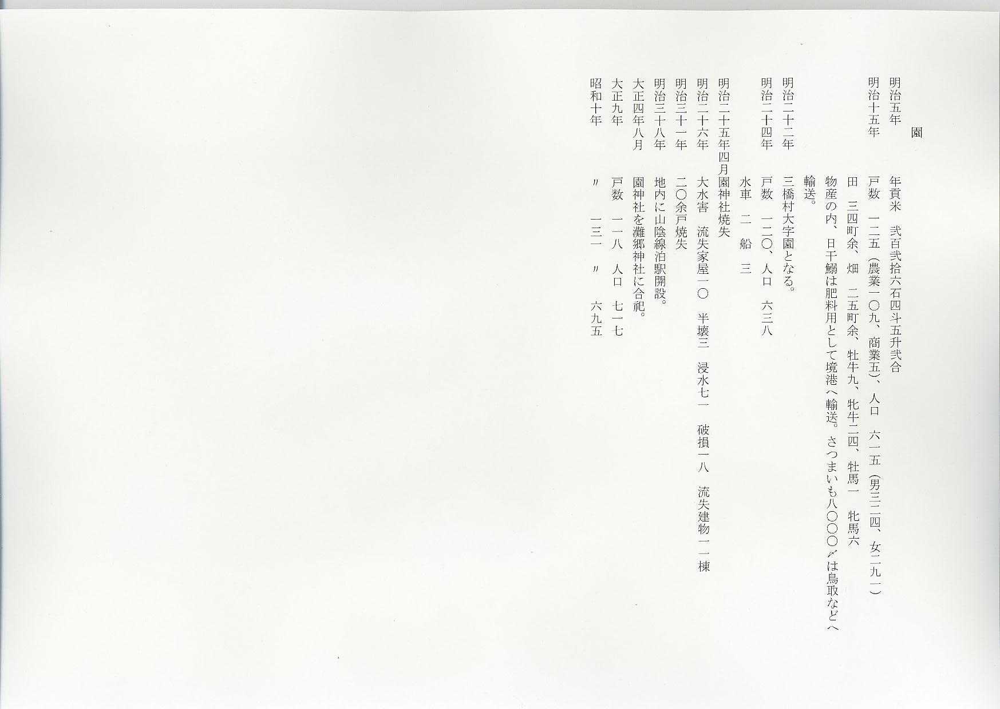 園
明治五年　　　　年貢米　弐百弐拾六石四斗五升弐合
明治十五年　　　戸数　一二五（農業一〇九、商業五）、人口　六一五（男三二四、女二九一）
田　三四町余、畑　二五町余、牡牛九、牝牛二四、牡馬一　牝馬六
物産の内、日干鰯は肥料用として境港へ輸送。さつまいも八〇〇〇〆は鳥取などへ
輸送。
明治二十二年　　三橋村大字園となる。
明治二十四年　　戸数　一二〇、人口　六三八
水車　二　船　三
明治二十五年四月園神社焼失
明治二十六年　　大水害　流失家屋一〇　半壊三　浸水七一　破損一八　流失建物一一棟
明治三十一年　　二〇余戸焼失
明治三十八年　　地内に山陰線泊駅開設。
大正四年八月　　園神社を灘郷神社に合祀。
大正九年　　　　戸数　一一八　人口　七一七
昭和十年　　　　〃　　一三一　〃　　六九五